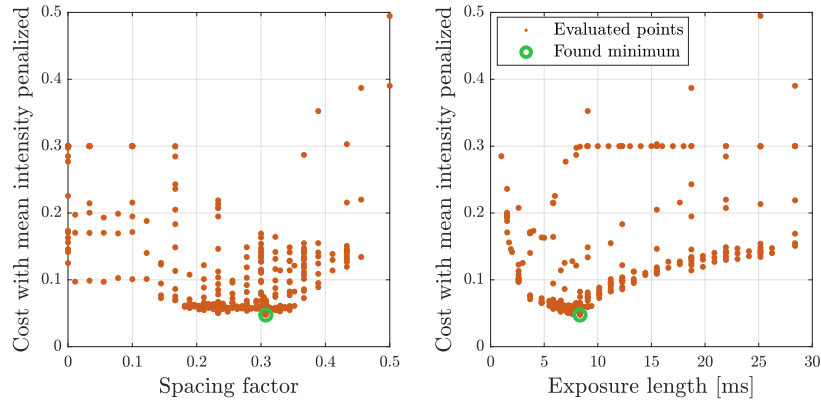 0.5
0.4
0.3
0.2
0.1
0
Cost with mean intensity penalized
0 0.1 0.2 0.3 0.4 0.5
Spacing factor
Evaluated points
Found minimum
0.5
0.4
0.3
0.2
0.1
0
Cost with mean intensity penalized
0 5 10 15 20 25 30
Exposure length [ms]